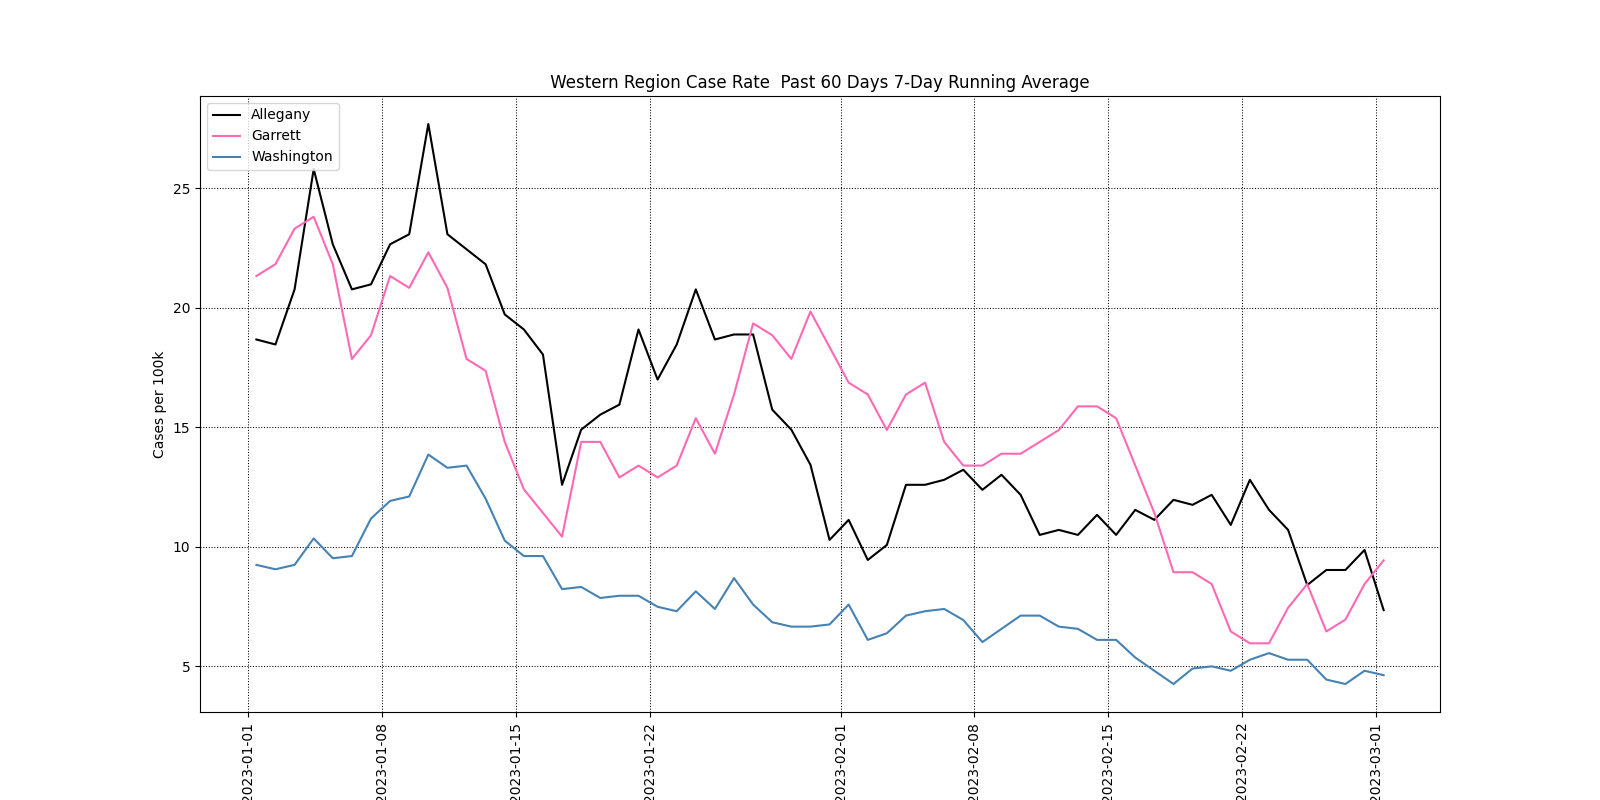 Western Region Case Rate  Past 60 Days 7-Day Running Average
Allegany
Garrett
Washington
Cases per 100k
25
20
15
10
5
2023-01-01
2023-01-08
2023-01-15
2023-01-22
2023-02-01
2023-02-08
2023-02-15
2023-02-22
2023-03-01